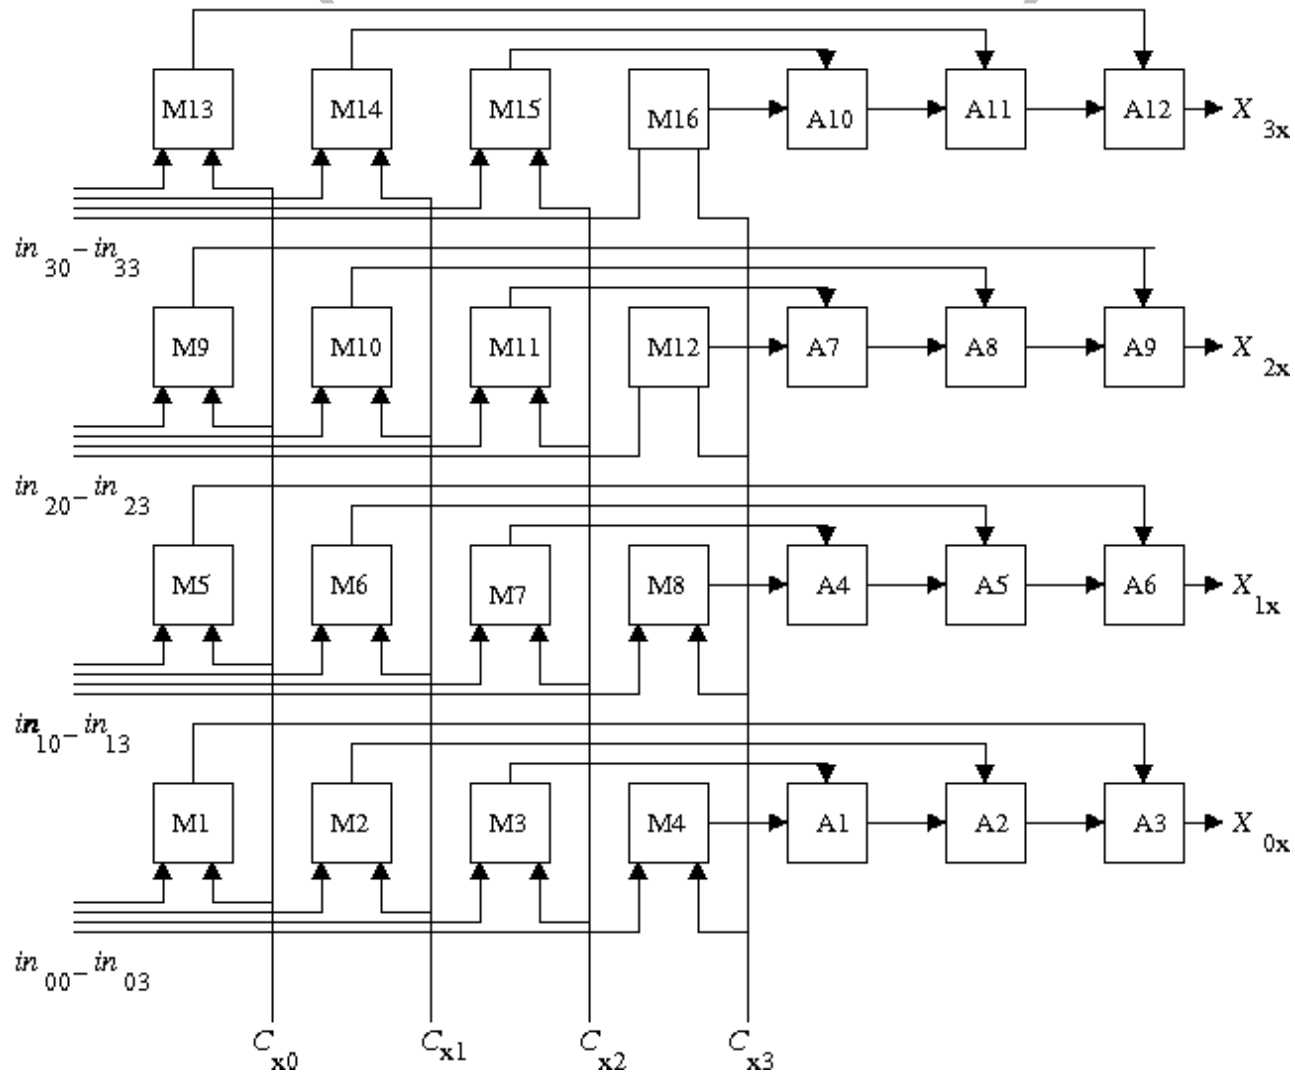 M13 M14 M15 M16 A10 A11 A12 X 3x
in 30 – in 33
M9 M10 M11 M12 A7 A8 A9 X 2x
in 20 – in 23
M5 M6 M7 M8 A4 A5 A6 X 1x
in 10 – in 13
M1 M2 M3 M4 A1 A2 A3 X 0x
in 00 – in 03
C x0 C x1 C x2 C x3